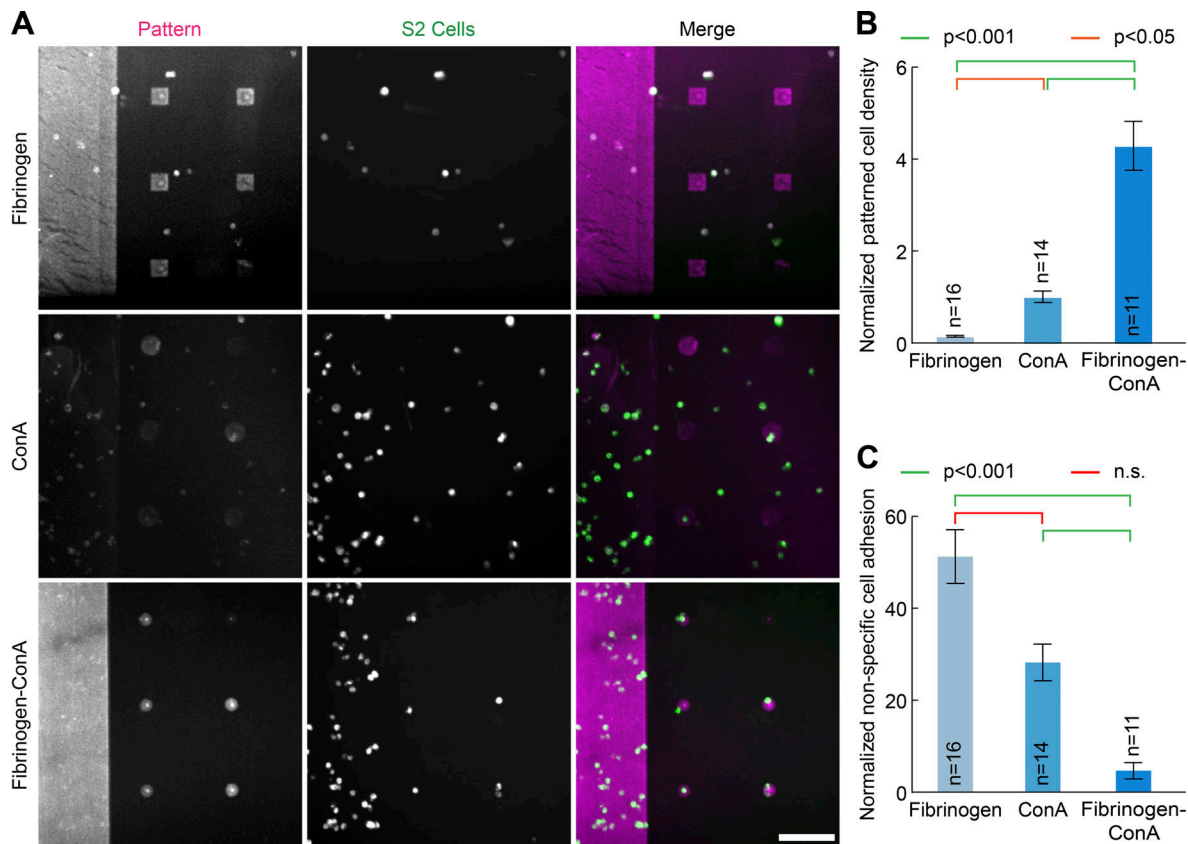 A
Pattern
S2 Cells
Merge
Fibrinogen
ConA
Fibrinogen-ConA
B
p<0.001
p<0.05
Normalized patterned cell density
6
4
2
0
n=16
n=14
n=11
Fibrinogen
ConA
Fibrinogen-
ConA
C
p<0.001
n.s.
Normalized non-specific cell adhesion
60
40
20
0
n=16
n=14
n=11
Fibrinogen
ConA
Fibrinogen-
ConA